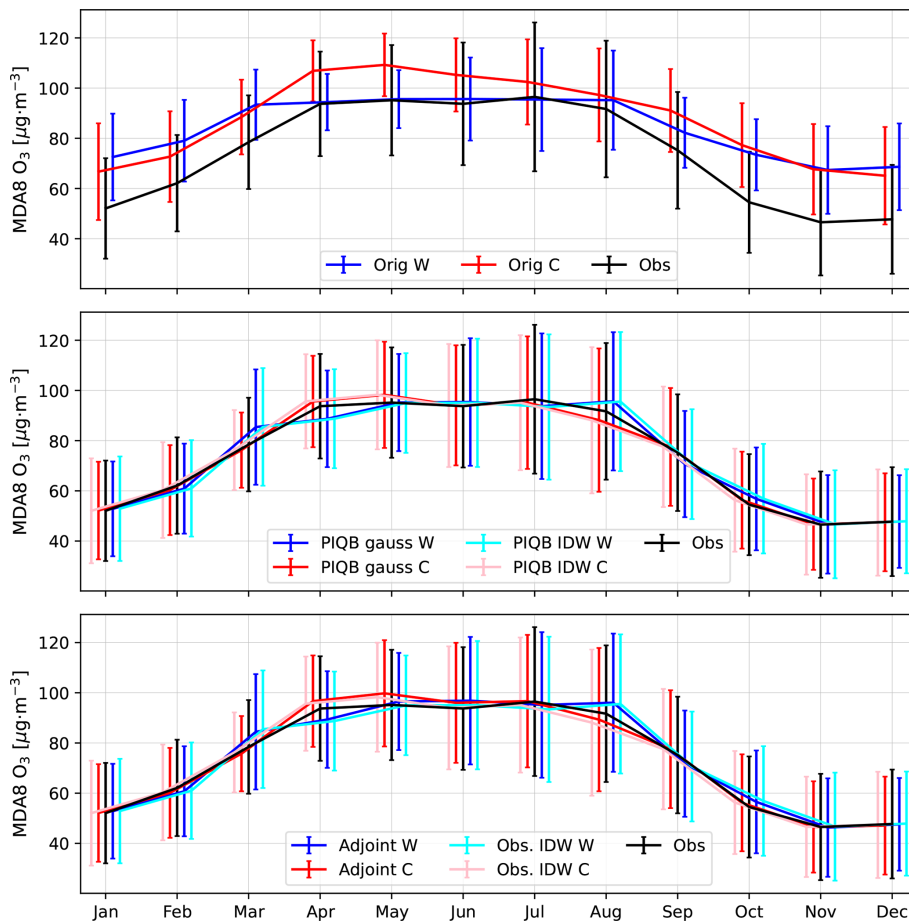 120
100
80
60
40
MDA8 O₃ [μg·m⁻³]
Orig W Orig C Obs
120
100
80
60
40
MDA8 O₃ [μg·m⁻³]
PIQB gauss W PIQB IDW W Obs
PIQB gauss C PIQB IDW C
120
100
80
60
40
MDA8 O₃ [μg·m⁻³]
Adjoint W Obs. IDW W Obs
Adjoint C Obs. IDW C
Jan Feb Mar Apr May Jun Jul Aug Sep Oct Nov Dec